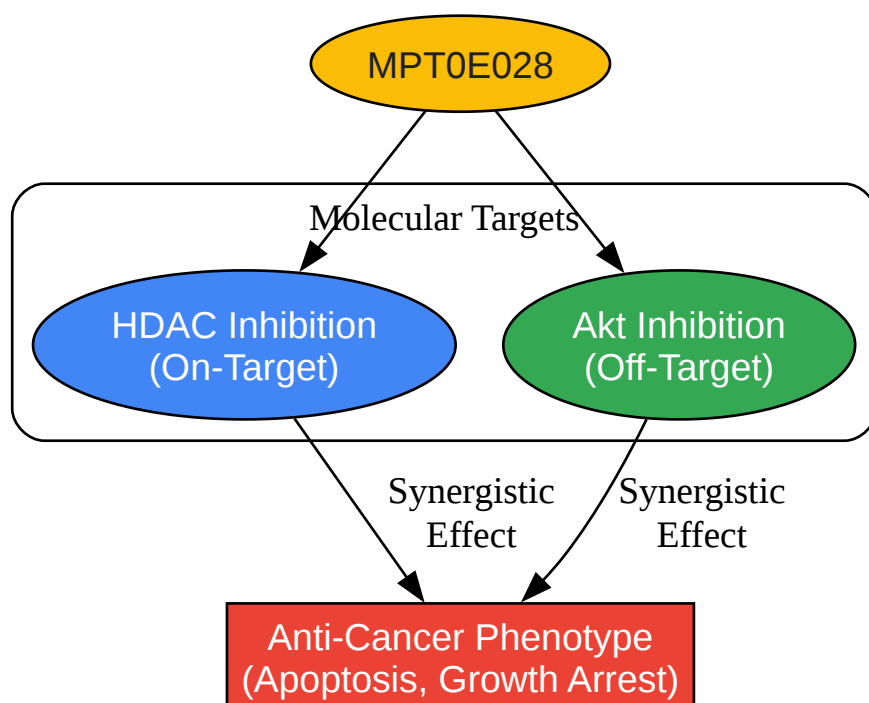 MPT0E028
Molecular Targets
HDAC Inhibition
(On-Target)
Akt Inhibition
(Off-Target)
Synergistic
Effect
Synergistic
Effect
Anti-Cancer Phenotype
(Apoptosis, Growth Arrest)